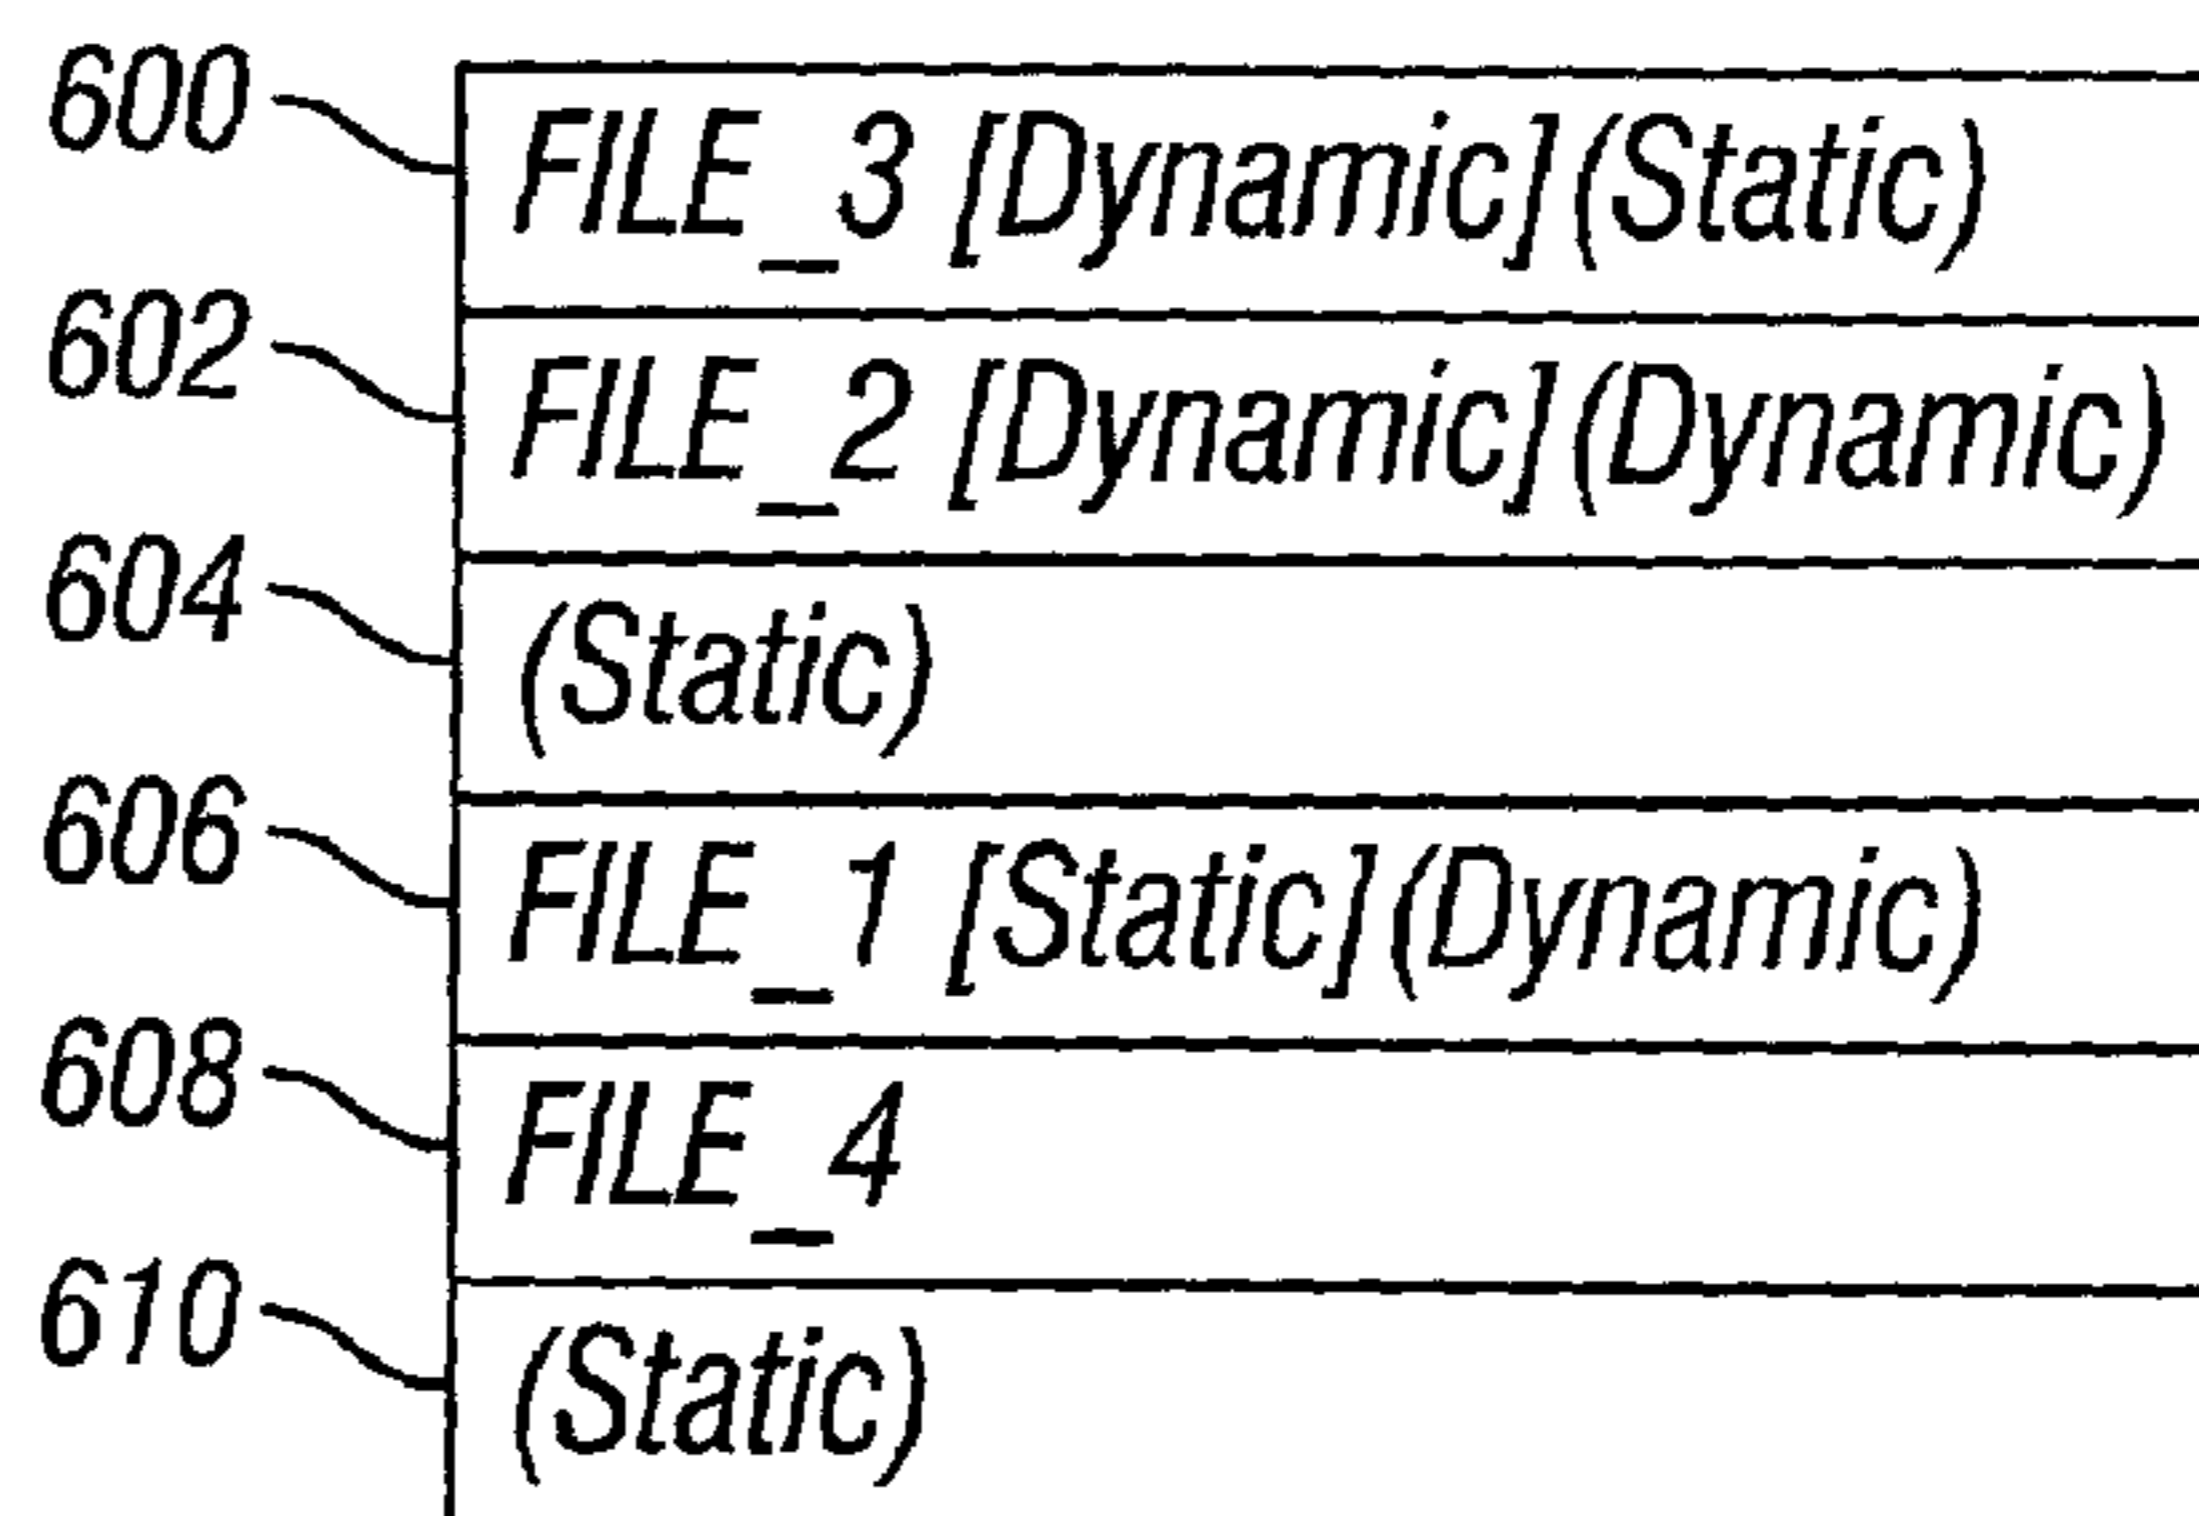 600 FILE_3 [Dynamic](Static)
602 FILE_2 [Dynamic](Dynamic)
604 (Static)
606 FILE_1 [Static](Dynamic)
608 FILE_4
610 (Static)